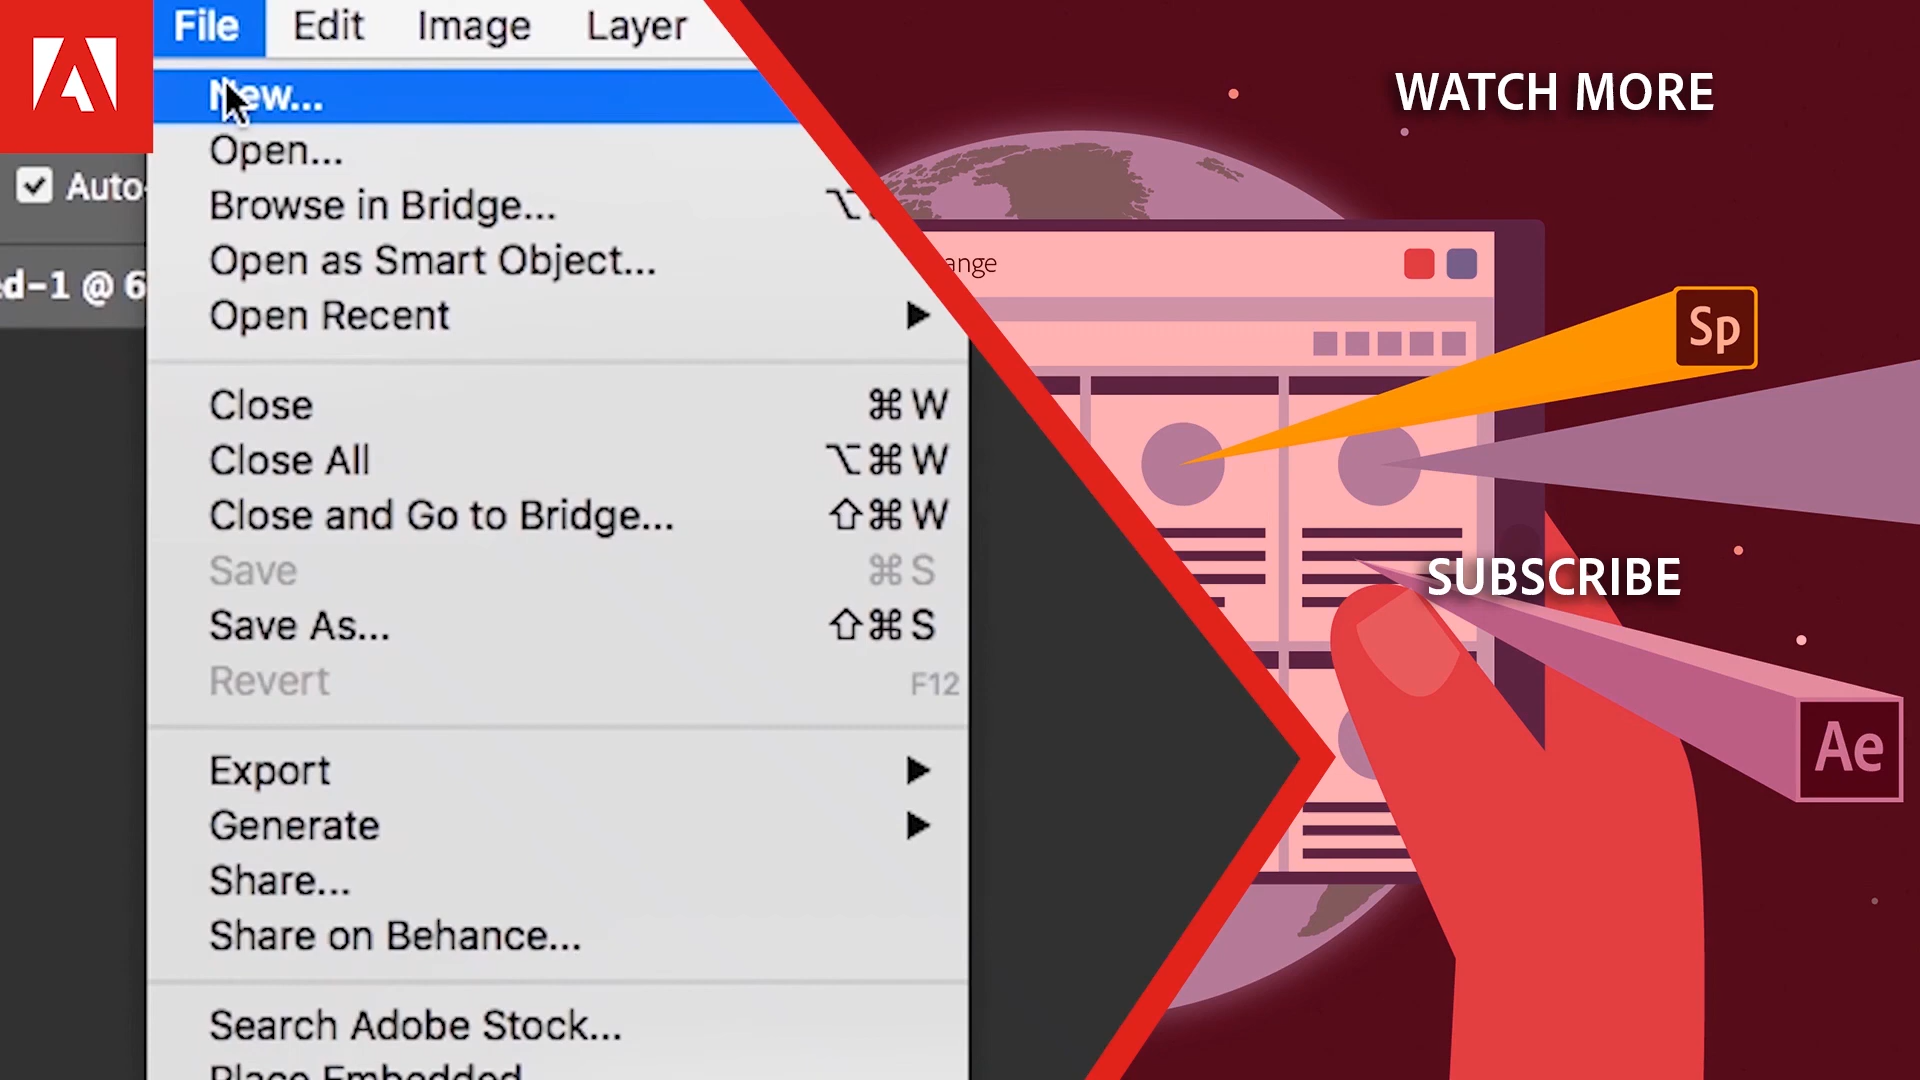 File Edit Image Layer
New...
Open...
Browse in Bridge...
Open as Smart Object...
Open Recent
Close ⌘W
Close All ⌥⌘W
Close and Go to Bridge... ⇧⌘W
Save ⌘S
Save As... ⇧⌘S
Revert F12
Export
Generate
Share...
Share on Behance...
Search Adobe Stock...
Place Embedded
Auto-
d-1 @ 6
WATCH MORE
ange
Sp
SUBSCRIBE
Ae